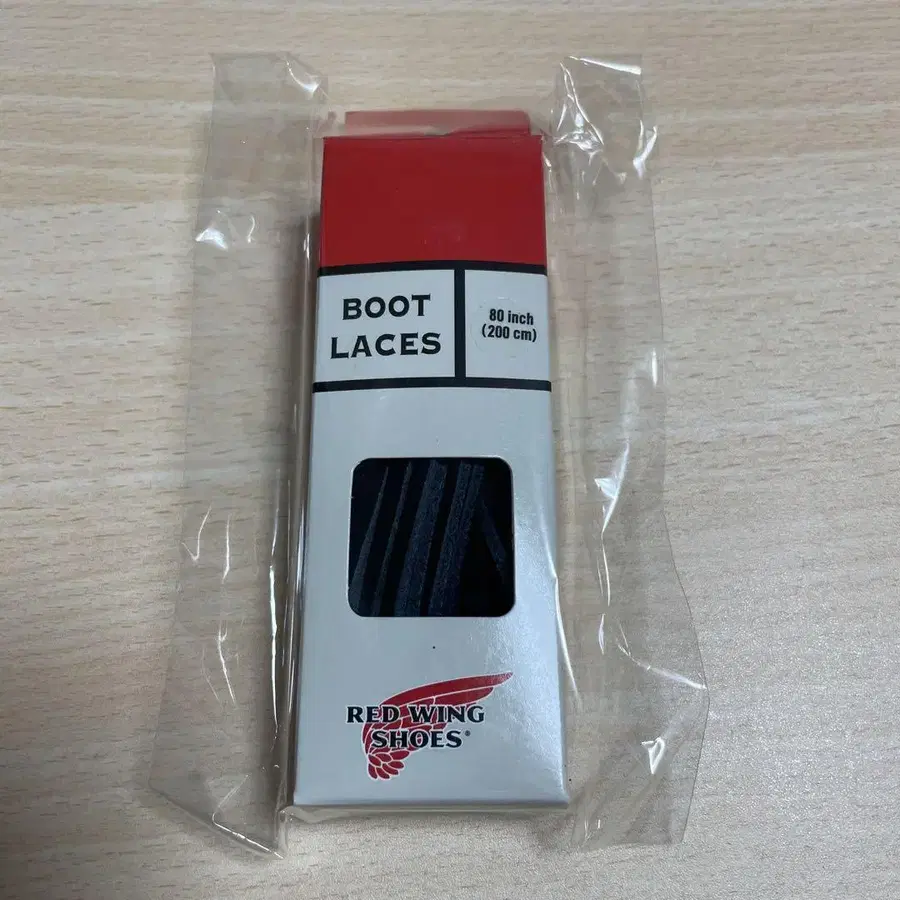 BOOT
LACES
80 inch
(200 cm)
RED WING
SHOES®